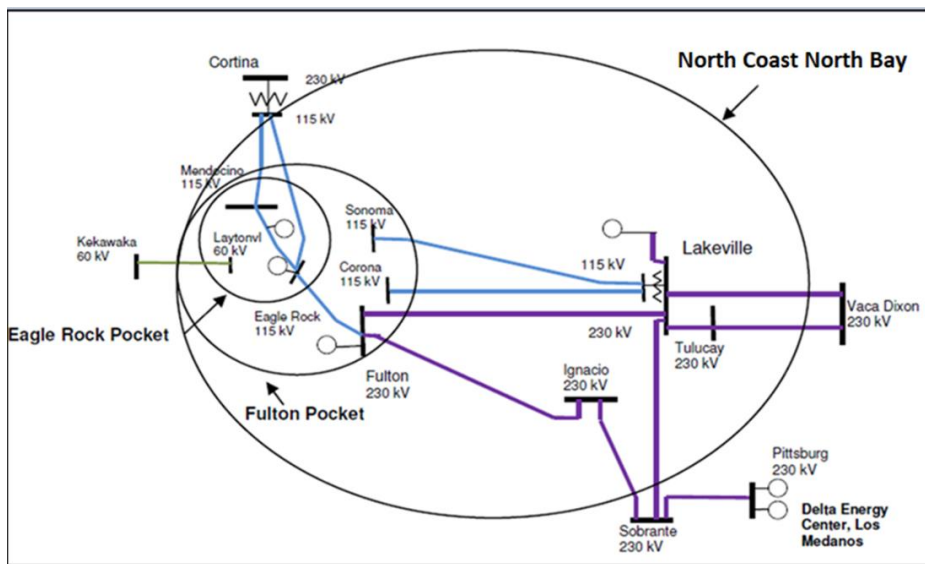 North Coast North Bay
Cortina
230 kV
115 kV
Mendocino
115 kV
Sonoma
115 kV
Kekawaka
60 kV
Laytonvl
60 kV
Lakeville
115 kV
Corona
115 kV
Eagle Rock Pocket
Eagle Rock
115 kV
230 kV
Vaca Dixon
230 kV
Tulucay
230 kV
Fulton
230 kV
Ignacio
230 kV
Fulton Pocket
Pittsburg
230 kV
Delta Energy
Center, Los
Medanos
Sobrante
230 kV